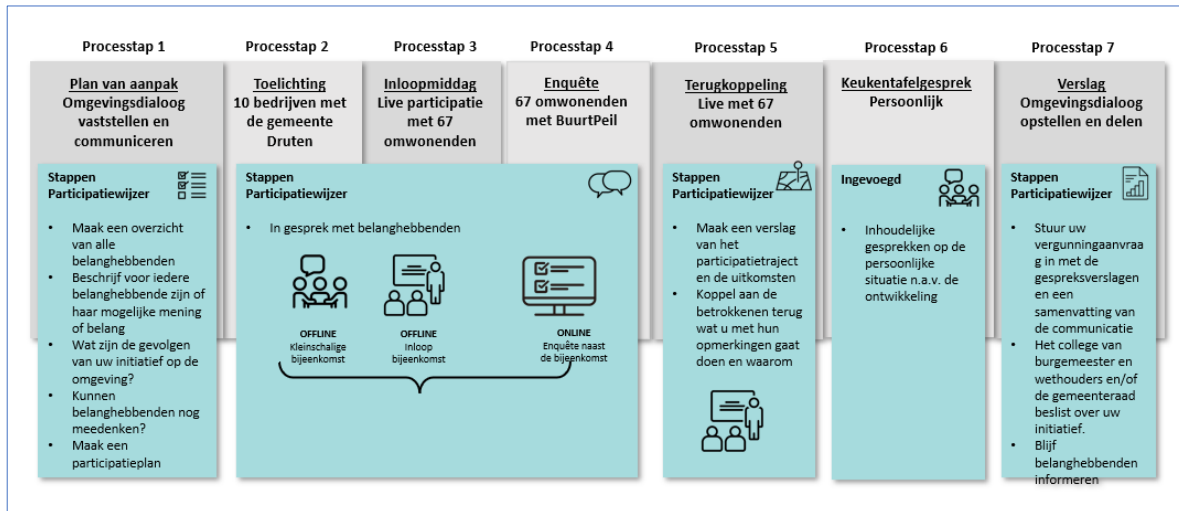 Processtap 1
Processtap 2
Processtap 3
Processtap 4
Processtap 5
Processtap 6
Processtap 7
Plan van aanpak
Omgevingsdialoog
vaststellen en
communiceren
Toelichting
10 bedrijven met
de gemeente
Druten
Inloopmiddag
Live participatie
met 67
omwonenden
Enquête
67 omwonenden
met BuurtPeil
Terugkoppeling
Live met 67
omwonenden
Keukentafelgesprek
Persoonlijk
Verslag
Omgevingsdialoog
opstellen en delen
Stappen
Participatiewijzer
• Maak een overzicht
van alle
belanghebbenden
• Beschrijf voor iedere
belanghebbende zijn of
haar mogelijke mening
of belang
• Wat zijn de gevolgen
van uw initiatief op de
omgeving?
• Kunnen
belanghebbenden nog
meedenken?
• Maak een
participatieplan
Stappen
Participatiewijzer
• In gesprek met belanghebbenden
OFFLINE
Kleinschalige
bijeenkomst
OFFLINE
Inloop
bijeenkomst
ONLINE
Enquête naast
de bijeenkomst
Stappen
Participatiewijzer
• Maak een verslag
van het
participatietraject
en de uitkomsten
• Koppel aan de
betrokkenen terug
wat u met hun
opmerkingen gaat
doen en waarom
Ingevoegd
• Inhoudelijke
gesprekken op de
persoonlijke
situatie n.a.v. de
ontwikkeling
Stappen
Participatiewijzer
• Stuur uw
vergunningaanvraa
g in met de
gespreksverslagen
en een
samenvatting van
de communicatie
• Het college van
burgemeester en
wethouders en/of
de gemeenteraad
beslist over uw
initiatief.
• Blijf
belanghebbenden
informeren